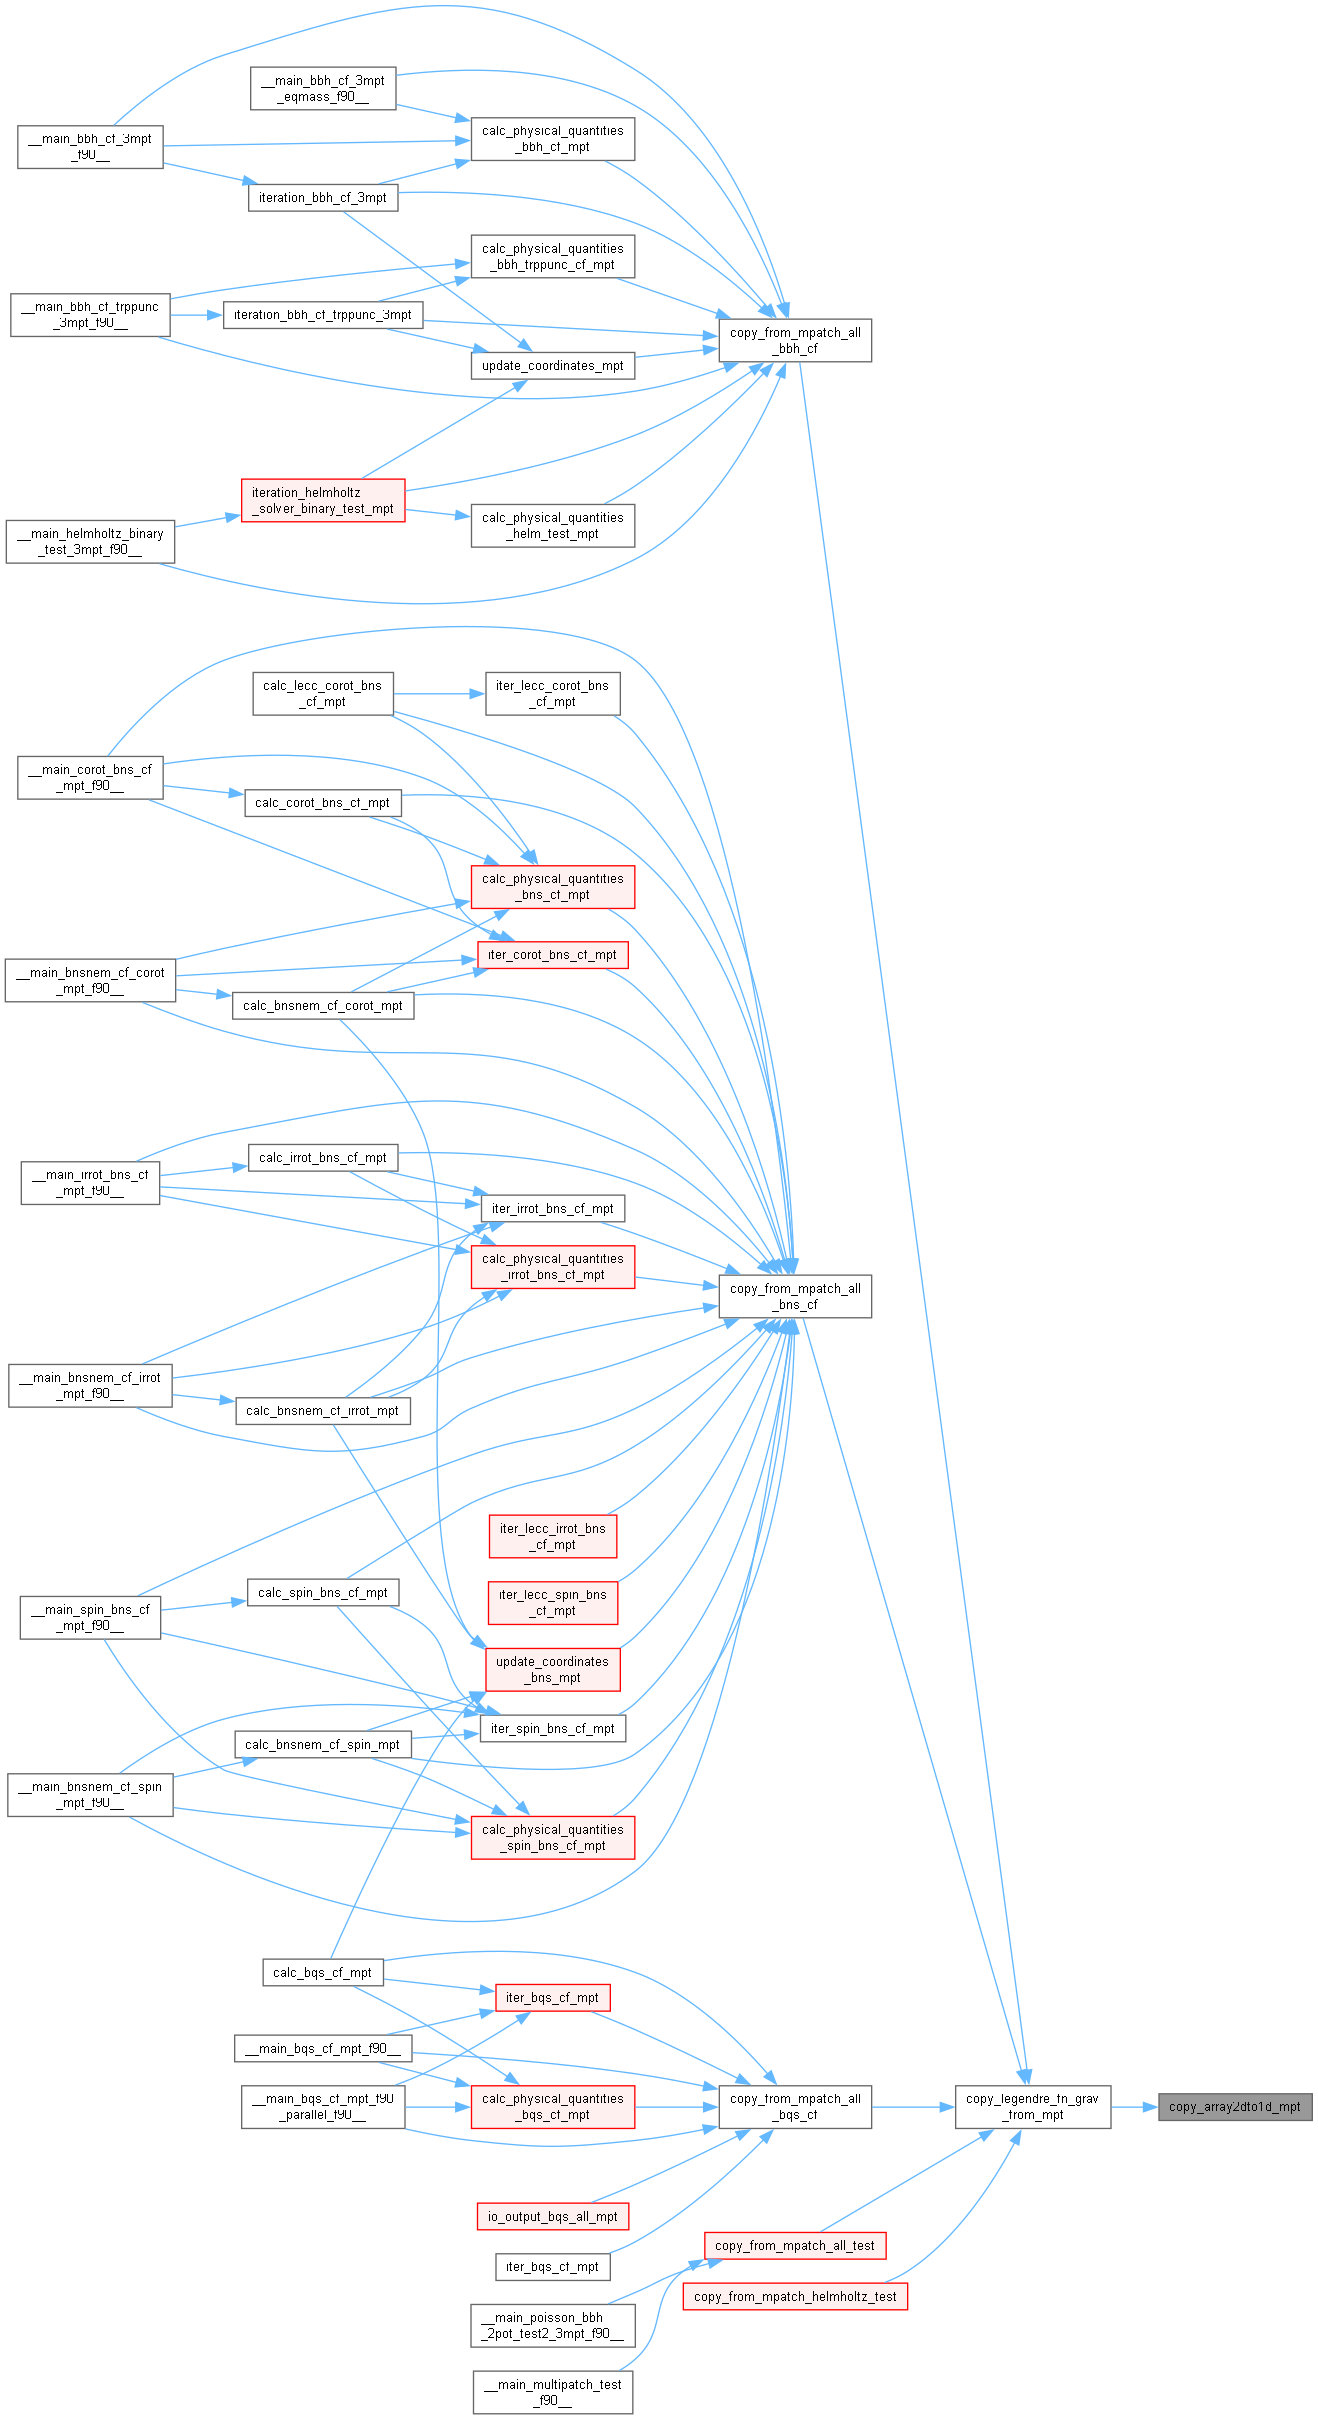 __main_bbh_cf_3mpt
_eqmass_f90__
calc_physical_quantities
_bbh_cf_mpt
__main_bbh_cf_3mpt
_f90__
iteration_bbh_cf_3mpt
calc_physical_quantities
_bbh_trppunc_cf_mpt
__main_bbh_cf_trppunc
_3mpt_f90__
iteration_bbh_cf_trppunc_3mpt
copy_from_mpatch_all
_bbh_cf
update_coordinates_mpt
iteration_helmholtz
_solver_binary_test_mpt
calc_physical_quantities
_helm_test_mpt
__main_helmholtz_binary
_test_3mpt_f90__
calc_lecc_corot_bns
_cf_mpt
iter_lecc_corot_bns
_cf_mpt
__main_corot_bns_cf
_mpt_f90__
calc_corot_bns_cf_mpt
calc_physical_quantities
_bns_cf_mpt
iter_corot_bns_cf_mpt
__main_bnsnem_cf_corot
_mpt_f90__
calc_bnsnem_cf_corot_mpt
calc_irrot_bns_cf_mpt
__main_irrot_bns_cf
_mpt_f90__
iter_irrot_bns_cf_mpt
calc_physical_quantities
_irrot_bns_cf_mpt
copy_from_mpatch_all
_bns_cf
__main_bnsnem_cf_irrot
_mpt_f90__
calc_bnsnem_cf_irrot_mpt
iter_lecc_irrot_bns
_cf_mpt
iter_lecc_spin_bns
_cf_mpt
calc_spin_bns_cf_mpt
__main_spin_bns_cf
_mpt_f90__
update_coordinates
_bns_mpt
iter_spin_bns_cf_mpt
calc_bnsnem_cf_spin_mpt
__main_bnsnem_cf_spin
_mpt_f90__
calc_physical_quantities
_spin_bns_cf_mpt
calc_bqs_cf_mpt
iter_bqs_cf_mpt
__main_bqs_cf_mpt_f90__
__main_bqs_cf_mpt_f90
_parallel_f90__
calc_physical_quantities
_bqs_cf_mpt
copy_from_mpatch_all
_bqs_cf
copy_legendre_fn_grav
_from_mpt
copy_array2dto1d_mpt
io_output_bqs_all_mpt
copy_from_mpatch_all_test
iter_bqs_cf_mpt
copy_from_mpatch_helmholtz_test
__main_poisson_bbh
_2pot_test2_3mpt_f90__
__main_multipatch_test
_f90__